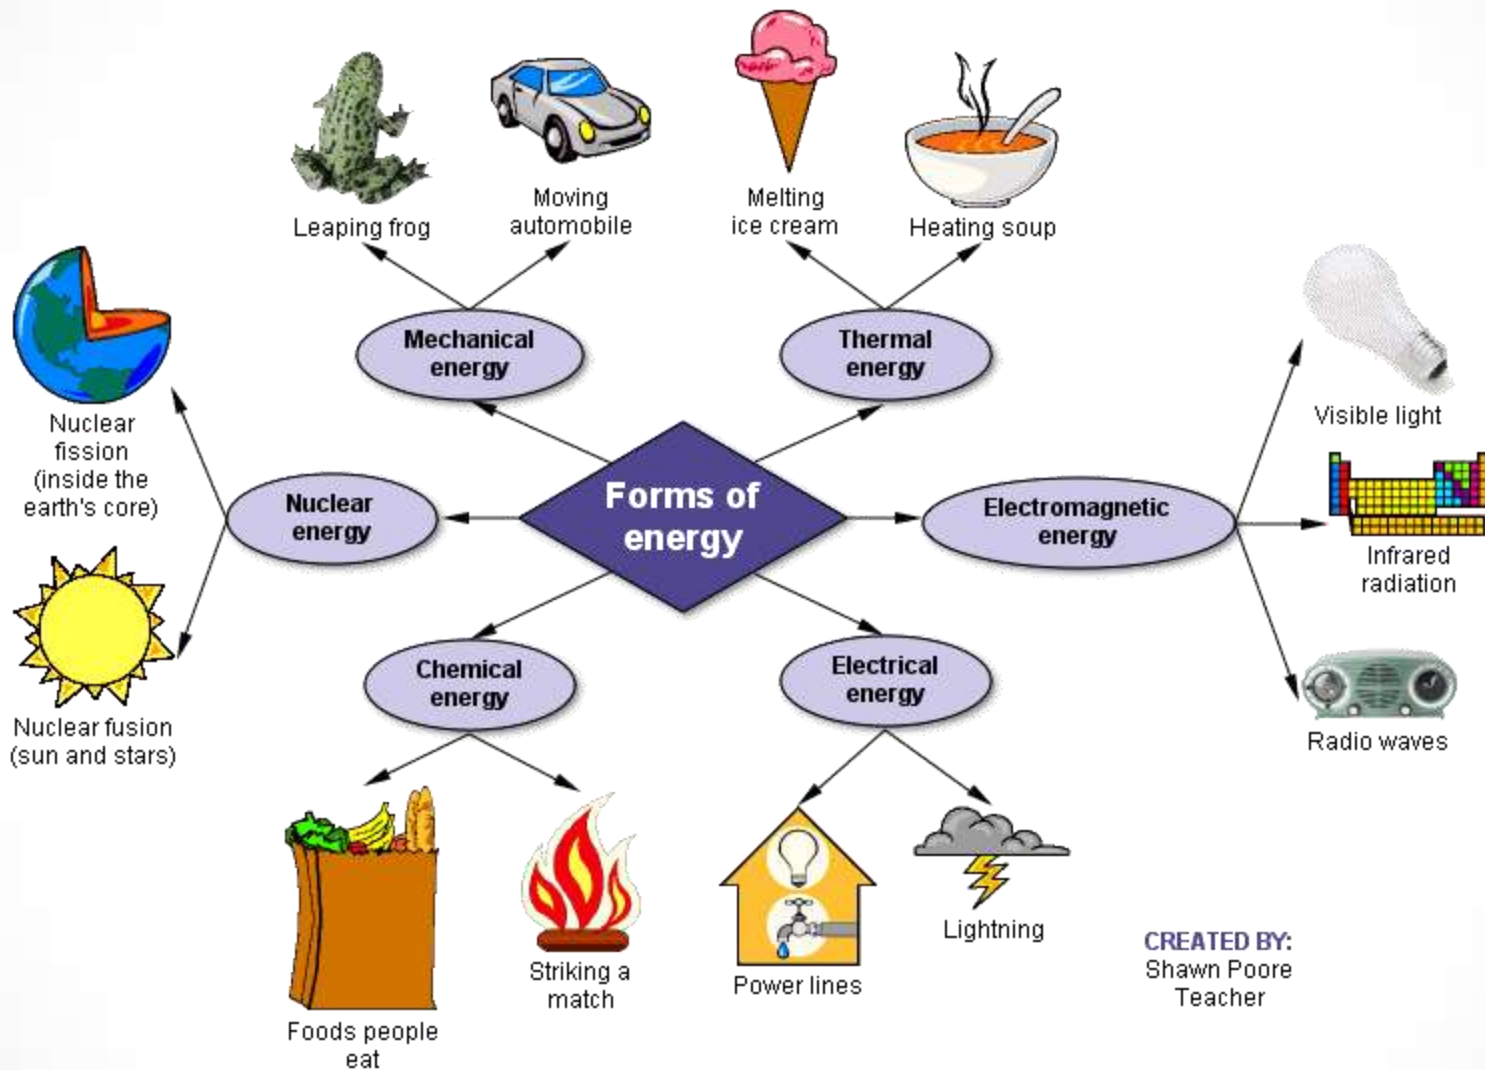 Leaping frog
Moving
automobile
Melting
ice cream
Heating soup
Mechanical
energy
Thermal
energy
Nuclear
fission
(inside the
earth's core)
Visible light
Nuclear
energy
Forms of
energy
Electromagnetic
energy
Infrared
radiation
Nuclear fusion
(sun and stars)
Chemical
energy
Electrical
energy
Radio waves
Foods people
eat
Striking a
match
Power lines
Lightning
CREATED BY:
Shawn Poore
Teacher